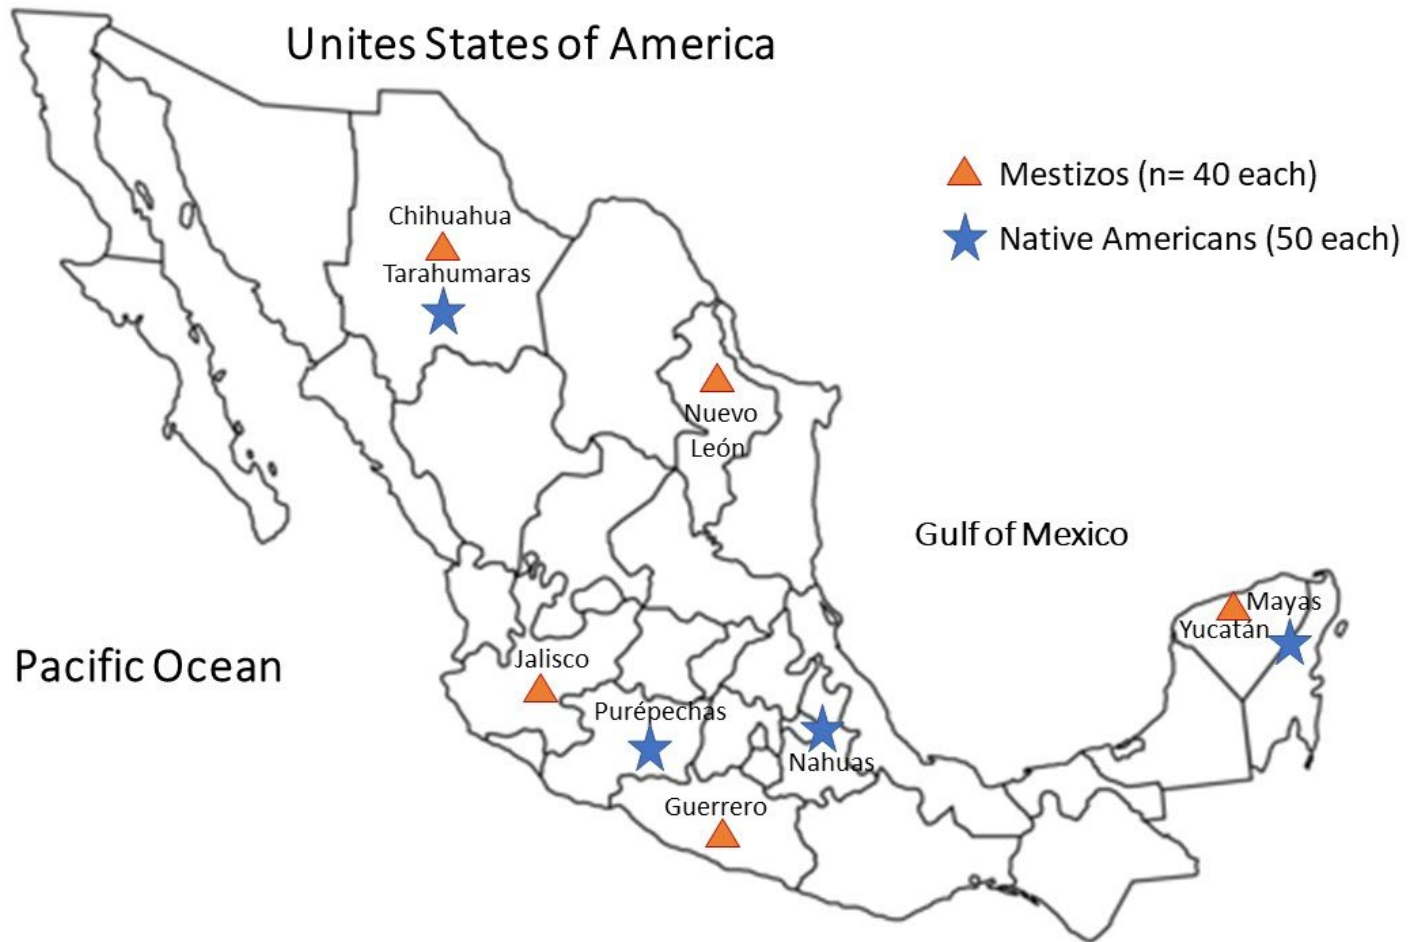 Unites States of America
Mestizos (n= 40 each)
Native Americans (50 each)
Chihuahua
Tarahumaras
Nuevo
León
Gulf of Mexico
Mayas
Yucatán
Pacific Ocean
Jalisco
Purépechas
Nahuas
Guerrero